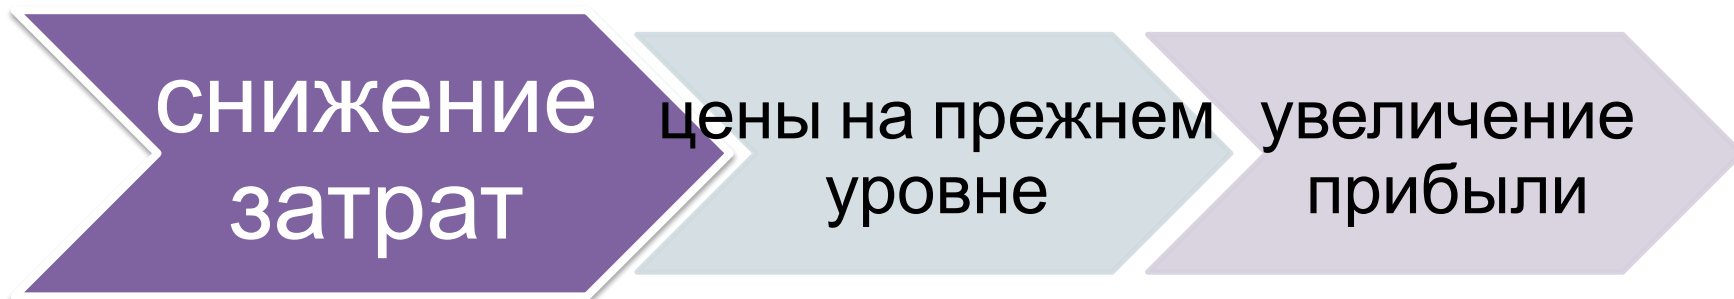 снижение
затрат
цены на прежнем
уровне
увеличение
прибыли